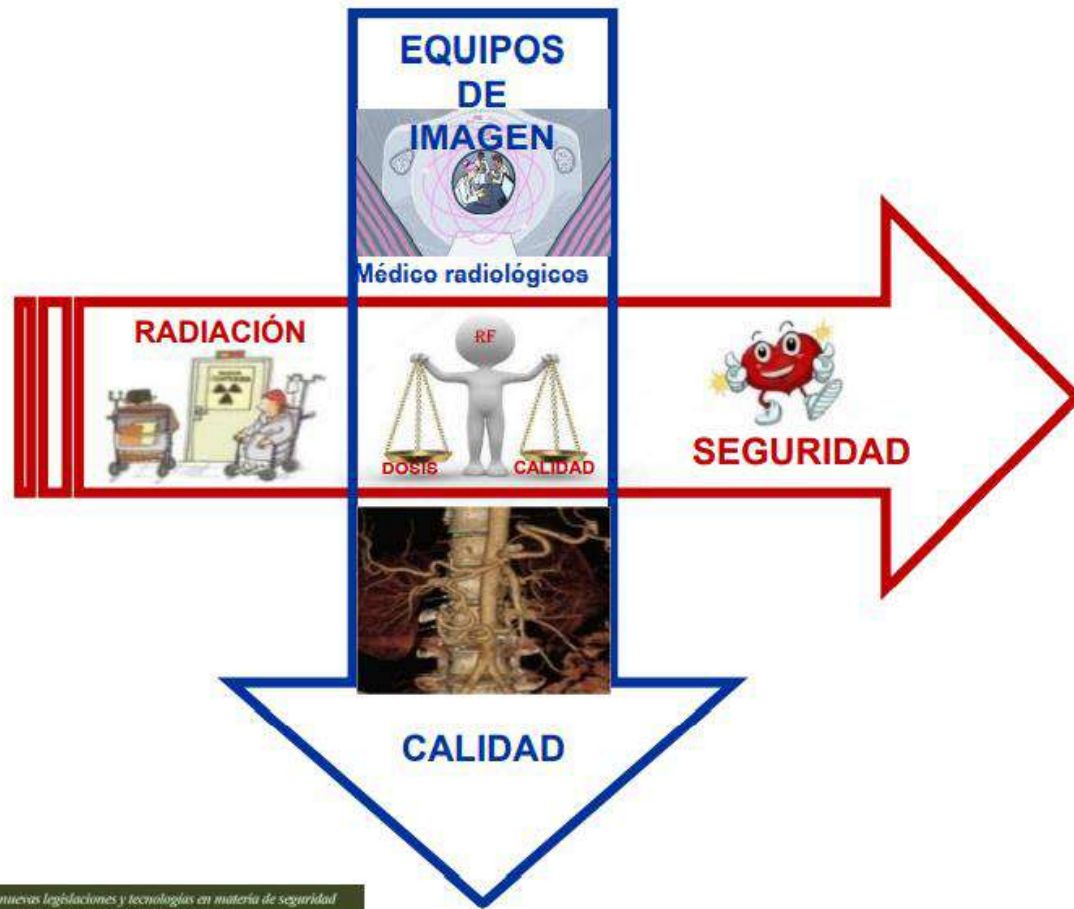 EQUIPOS
DE
IMAGEN
Médico radiológicos
RADIACIÓN
RF
DOSIS
CALIDAD
SEGURIDAD
CALIDAD
nuevas legislaciones y tecnologías en materia de seguridad